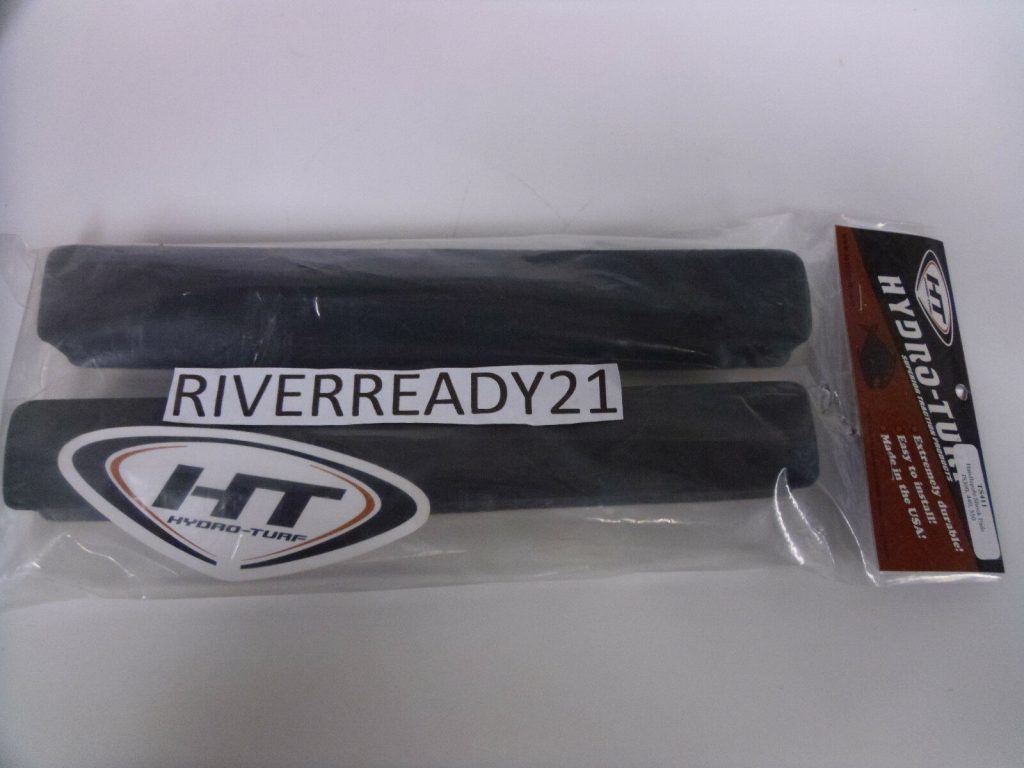 RIVERREADY21
HT
HYDRO-TURF
HT
HYDRO-TURF
Extremely durable!
Easy to install!
Made in the USA!